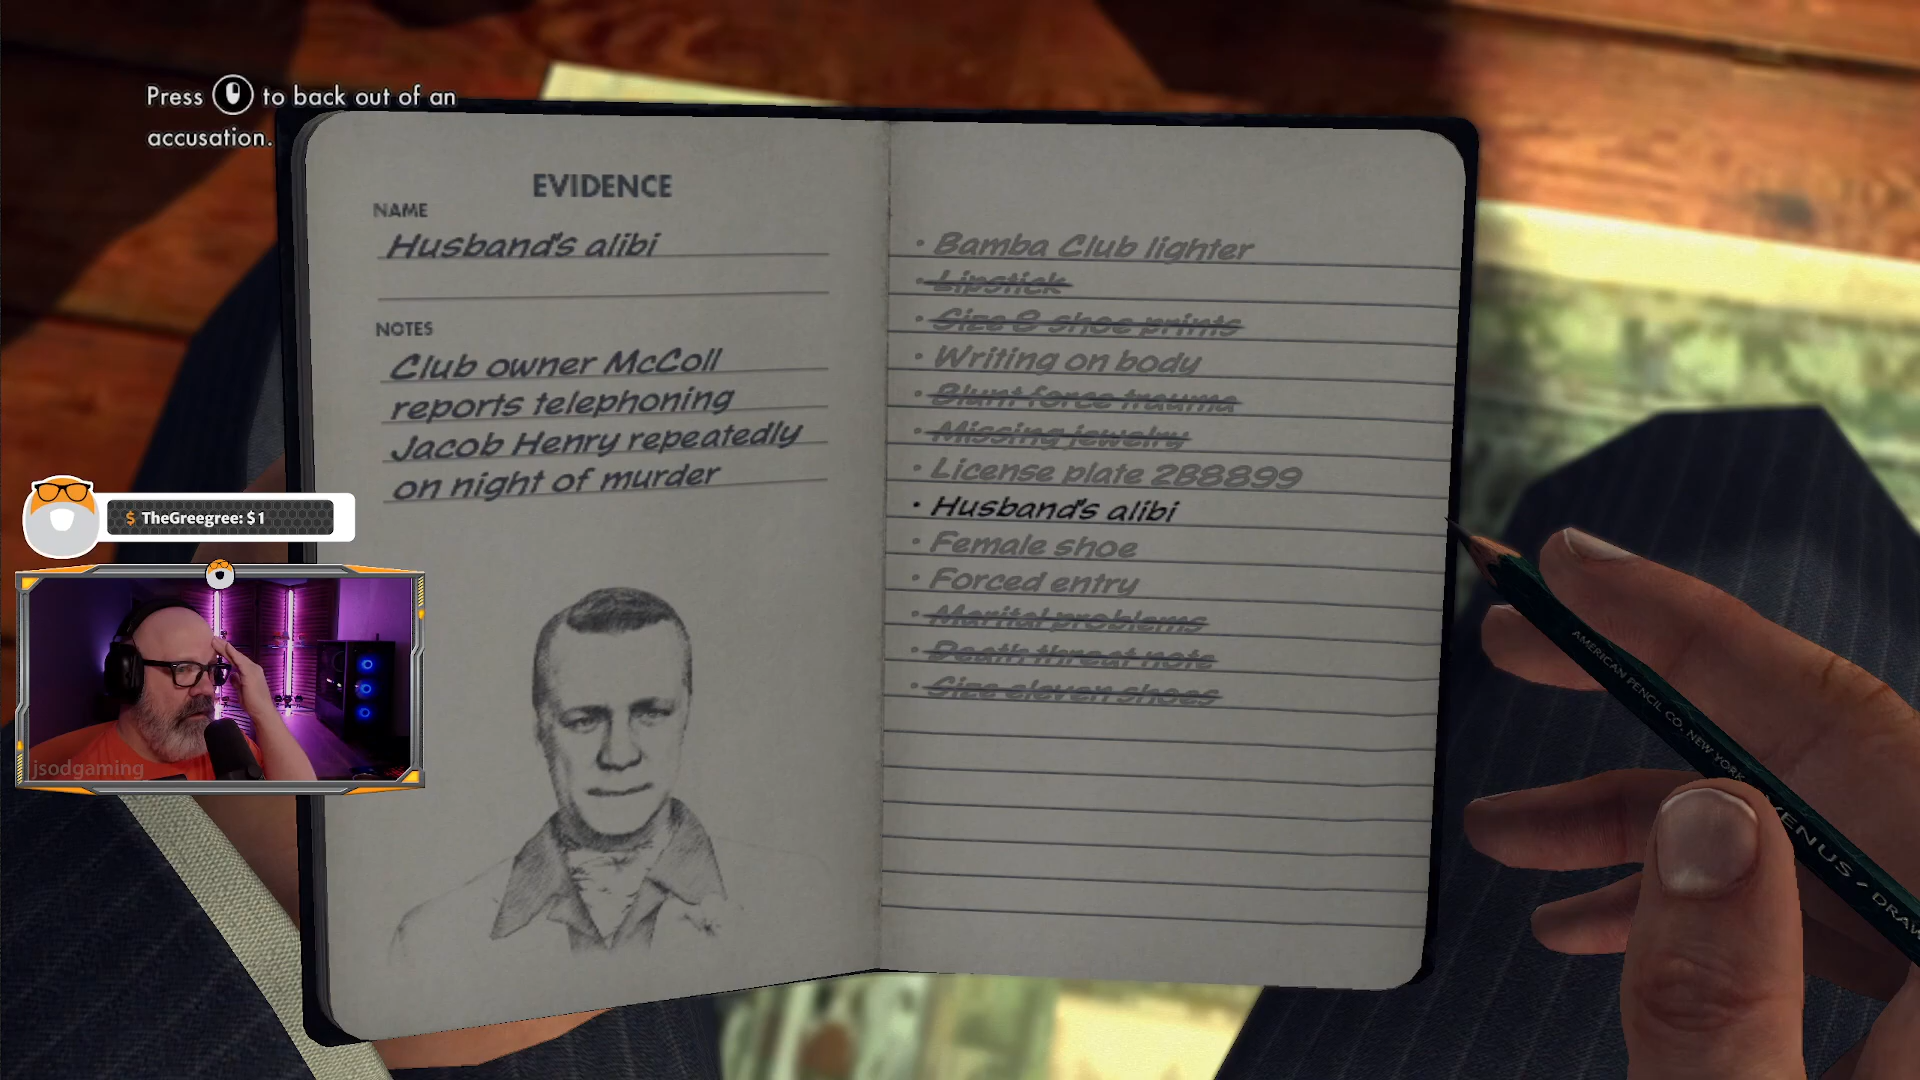 Press to back out of an
accusation.
EVIDENCE
NAME
Husband's alibi
NOTES
Club owner McColl
reports telephoning
Jacob Henry repeatedly
on night of murder
• Bamba Club lighter
• Lipstick
• Size 8 shoe prints
• Writing on body
• Blunt force trauma
• Missing jewelry
• License plate 2B8899
• Husband's alibi
• Female shoe
• Forced entry
• Marital problems
• Death threat note
• Size eleven shoes
$ TheGreegree: $1
jsodgaming
AMERICAN PENCIL CO. NEW YORK
VENUS / DRAW